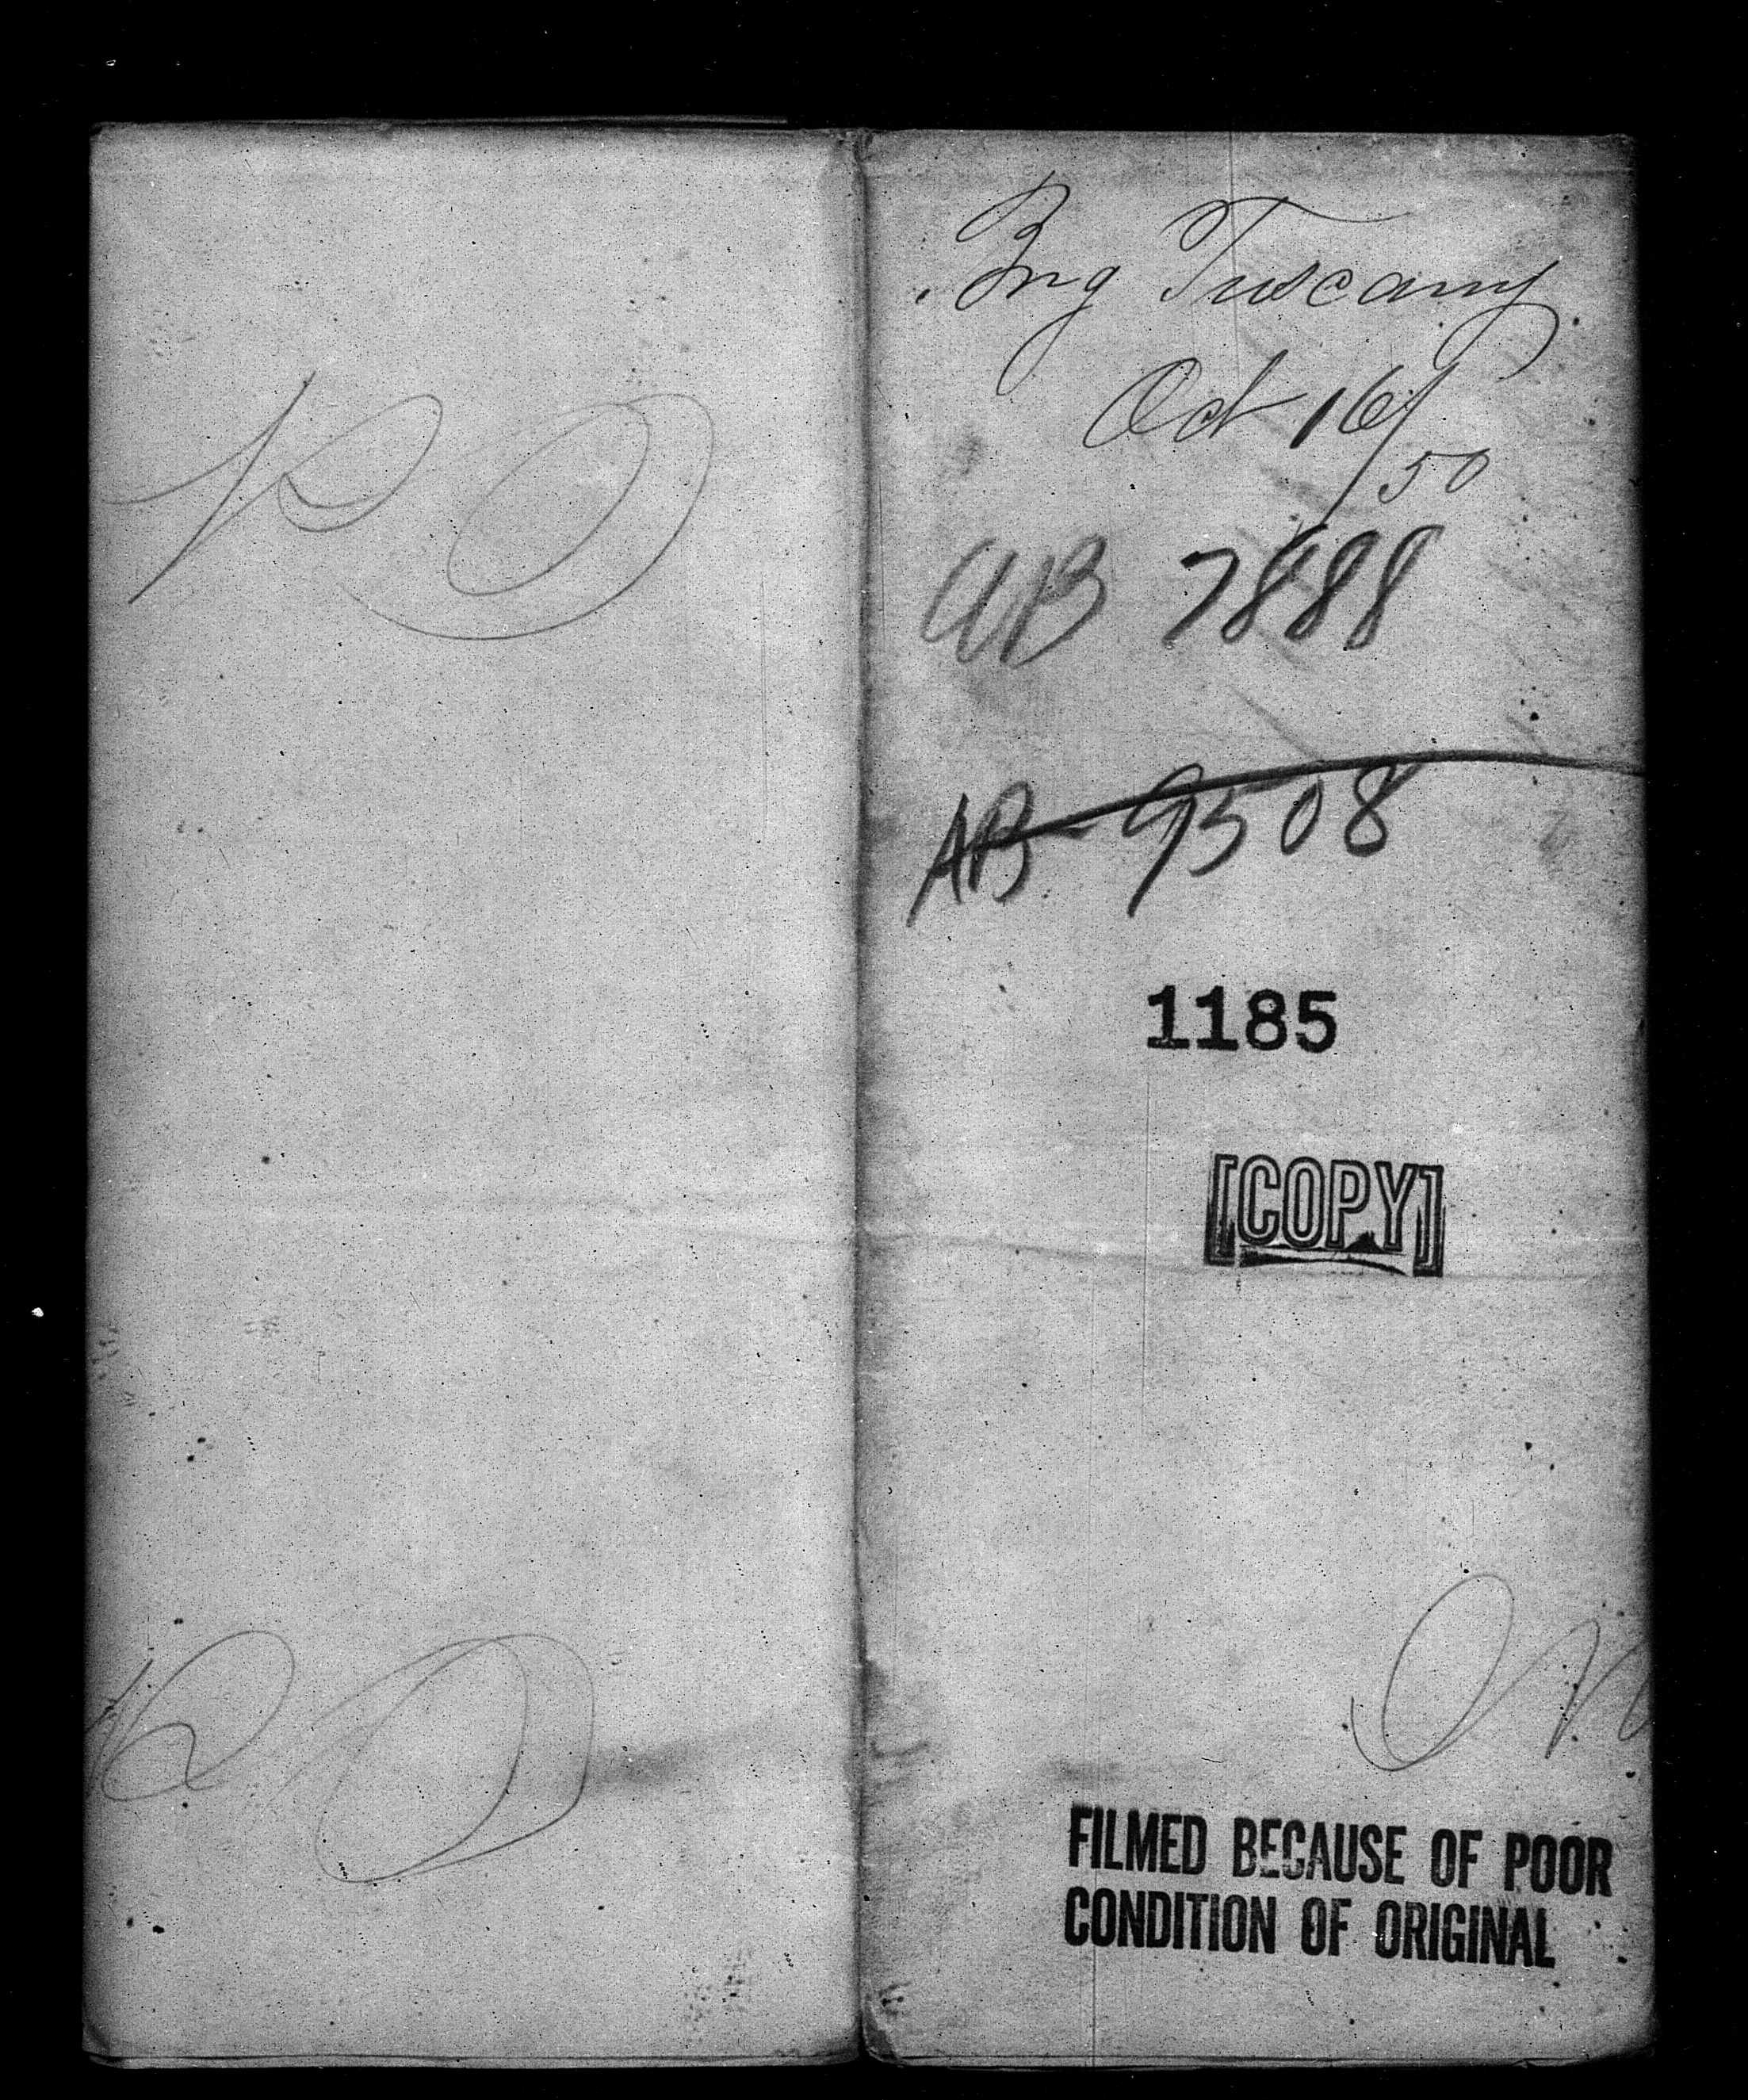 Brig Tuscany
Oct 16/50
AB 7888
AB-9508
1185
[COPY]
FILMED BECAUSE OF POOR
CONDITION OF ORIGINAL